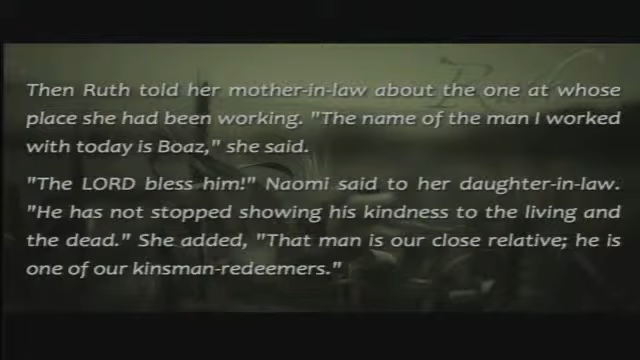 Ruth
Then Ruth told her mother-in-law about the one at whose
place she had been working. "The name of the man I worked
with today is Boaz," she said.
"The LORD bless him!" Naomi said to her daughter-in-law.
"He has not stopped showing his kindness to the living and
the dead." She added, "That man is our close relative; he is
one of our kinsman-redeemers."